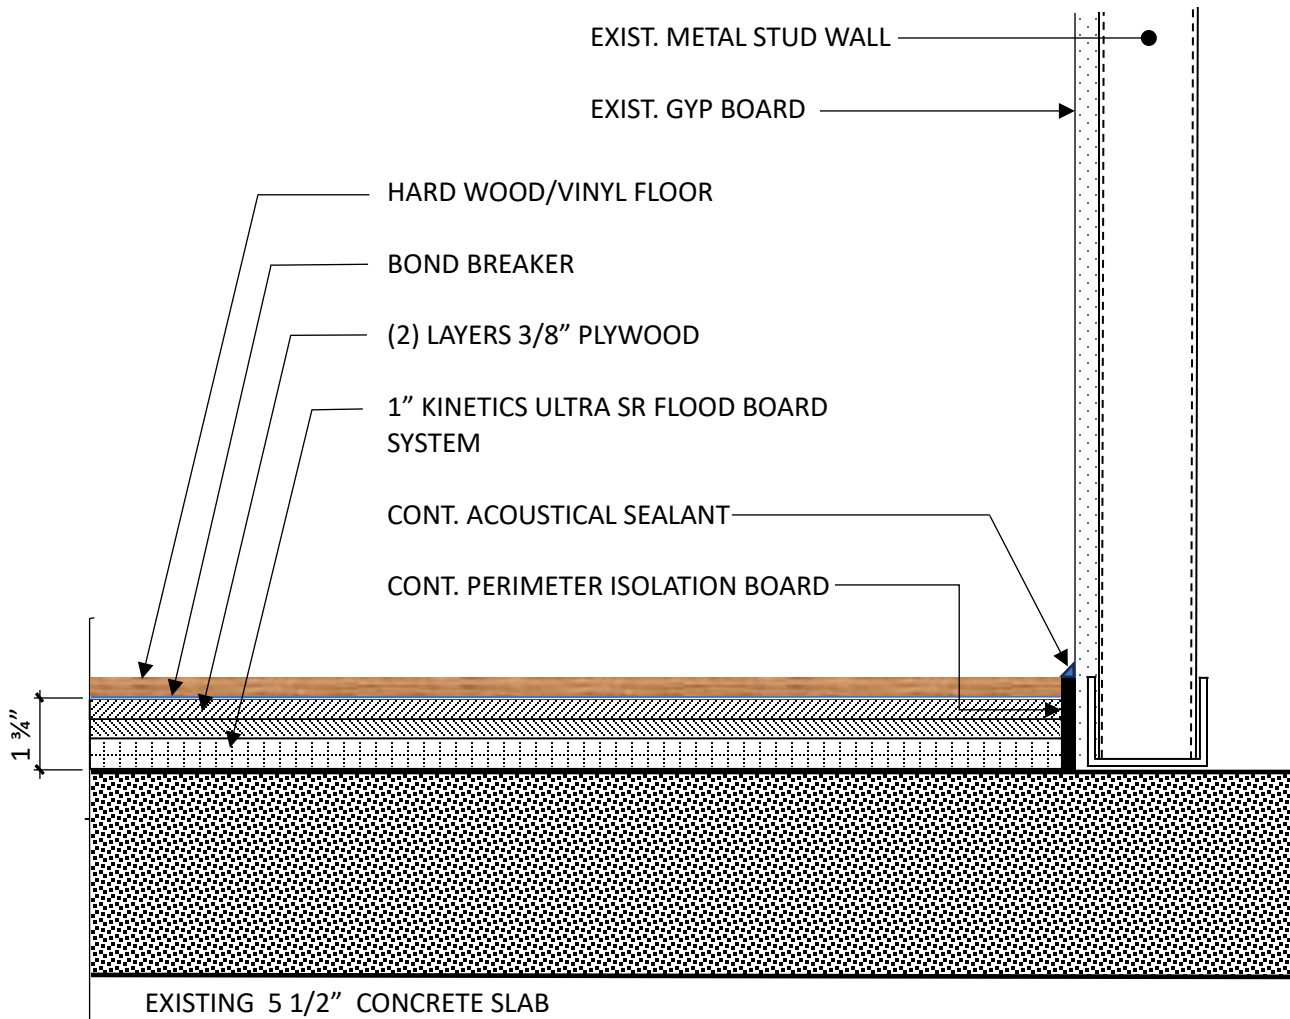 EXIST. METAL STUD WALL
EXIST. GYP BOARD
HARD WOOD/VINYL FLOOR
BOND BREAKER
(2) LAYERS 3/8” PLYWOOD
1” KINETICS ULTRA SR FLOOD BOARD
SYSTEM
CONT. ACOUSTICAL SEALANT
CONT. PERIMETER ISOLATION BOARD
1 ¾”
EXISTING 5 1/2” CONCRETE SLAB